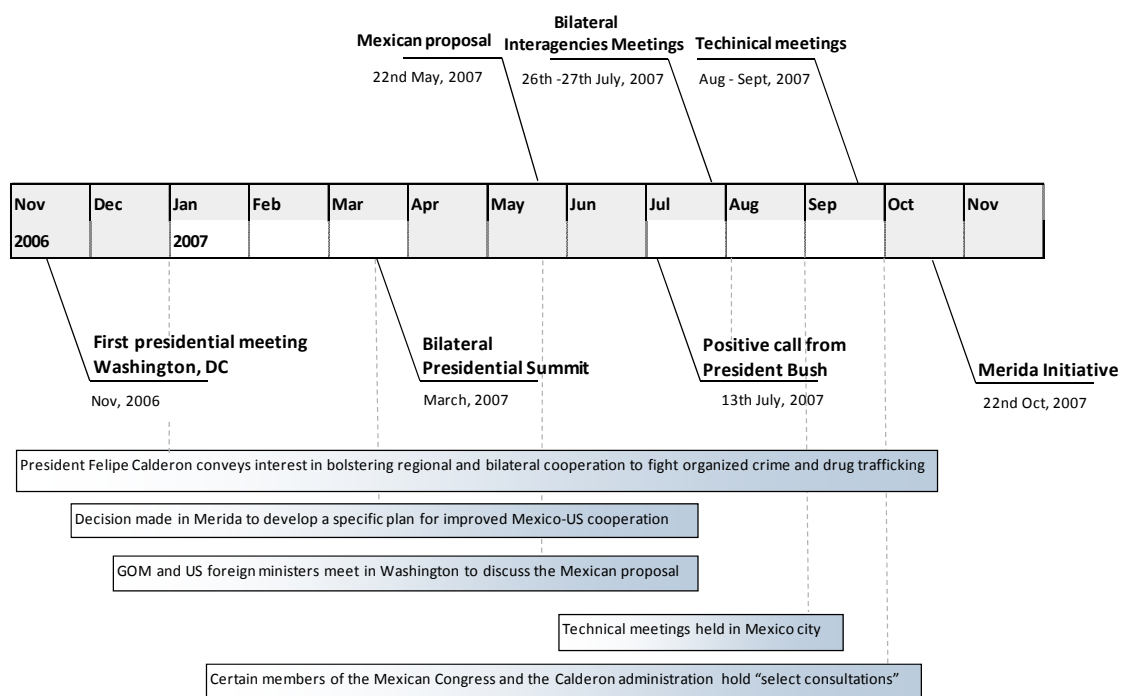 Bilateral
Mexican proposal
Interagencies Meetings
Techinical meetings
22nd May, 2007
26th -27th July, 2007
Aug - Sept, 2007
Nov
Dec
Jan
Feb
Mar
Apr
May
Jun
Jul
Aug
Sep
Oct
Nov
2006
2007
First presidential meeting
Washington, DC
Nov, 2006
Bilateral
Presidential Summit
March, 2007
Positive call from
President Bush
13th July, 2007
Merida Initiative
22nd Oct, 2007
President Felipe Calderon conveys interest in bolstering regional and bilateral cooperation to fight organized crime and drug trafficking
Decision made in Merida to develop a specific plan for improved Mexico-US cooperation
GOM and US foreign ministers meet in Washington to discuss the Mexican proposal
Technical meetings held in Mexico city
Certain members of the Mexican Congress and the Calderon administration hold “select consultations”